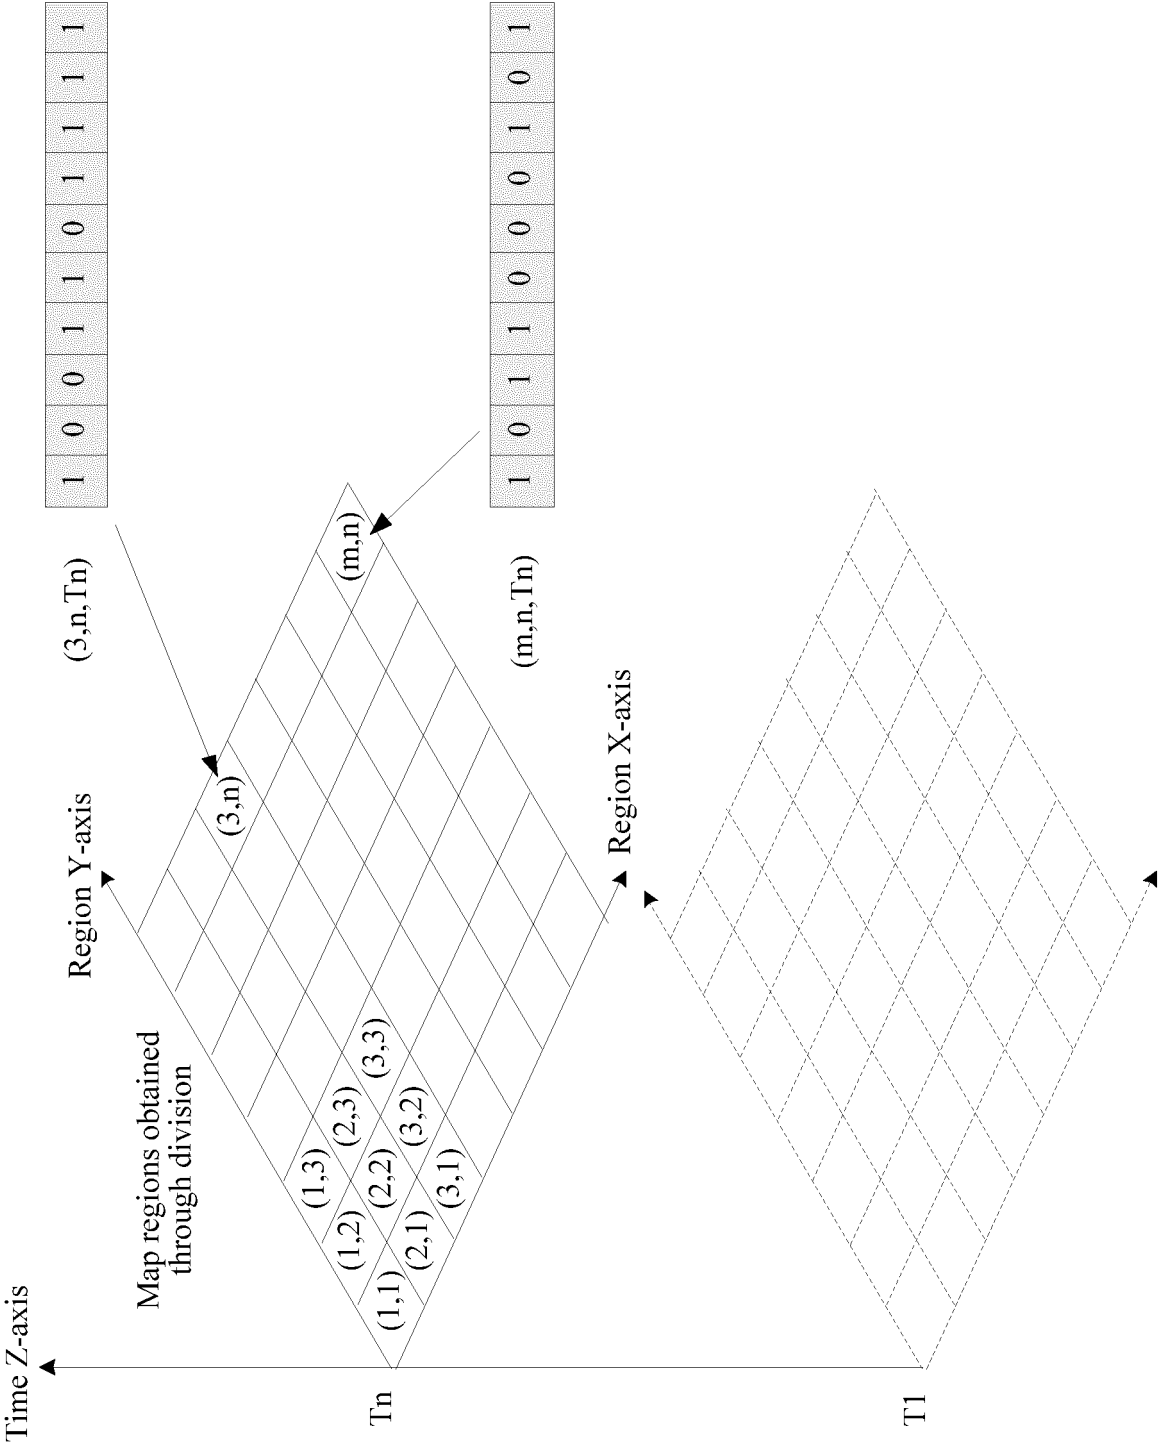 Time Z-axis
Region Y-axis
(3,n,Tn)
1 0 0 1 1 0 1 1 1 1
Map regions obtained
through division
(3,n)
(m,n)
(1,3)
(2,3)
(3,3)
(1,2)
(2,2)
(3,2)
(1,1)
(2,1)
(3,1)
Tn
(m,n,Tn)
1 0 1 1 0 0 0 1 0 1
Region X-axis
T1